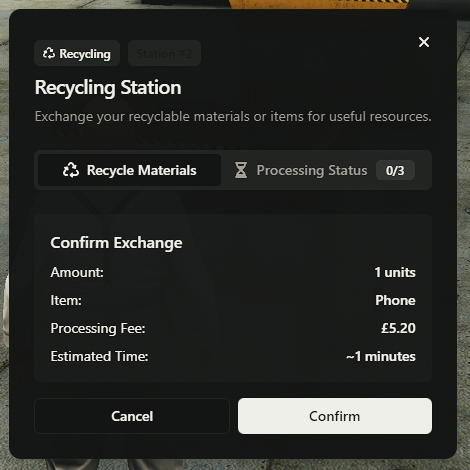 Recycling
Station #2
Recycling Station
Exchange your recyclable materials or items for useful resources.
Recycle Materials
Processing Status 0/3
Confirm Exchange
Amount: 1 units
Item: Phone
Processing Fee: £5.20
Estimated Time: ~1 minutes
Cancel
Confirm